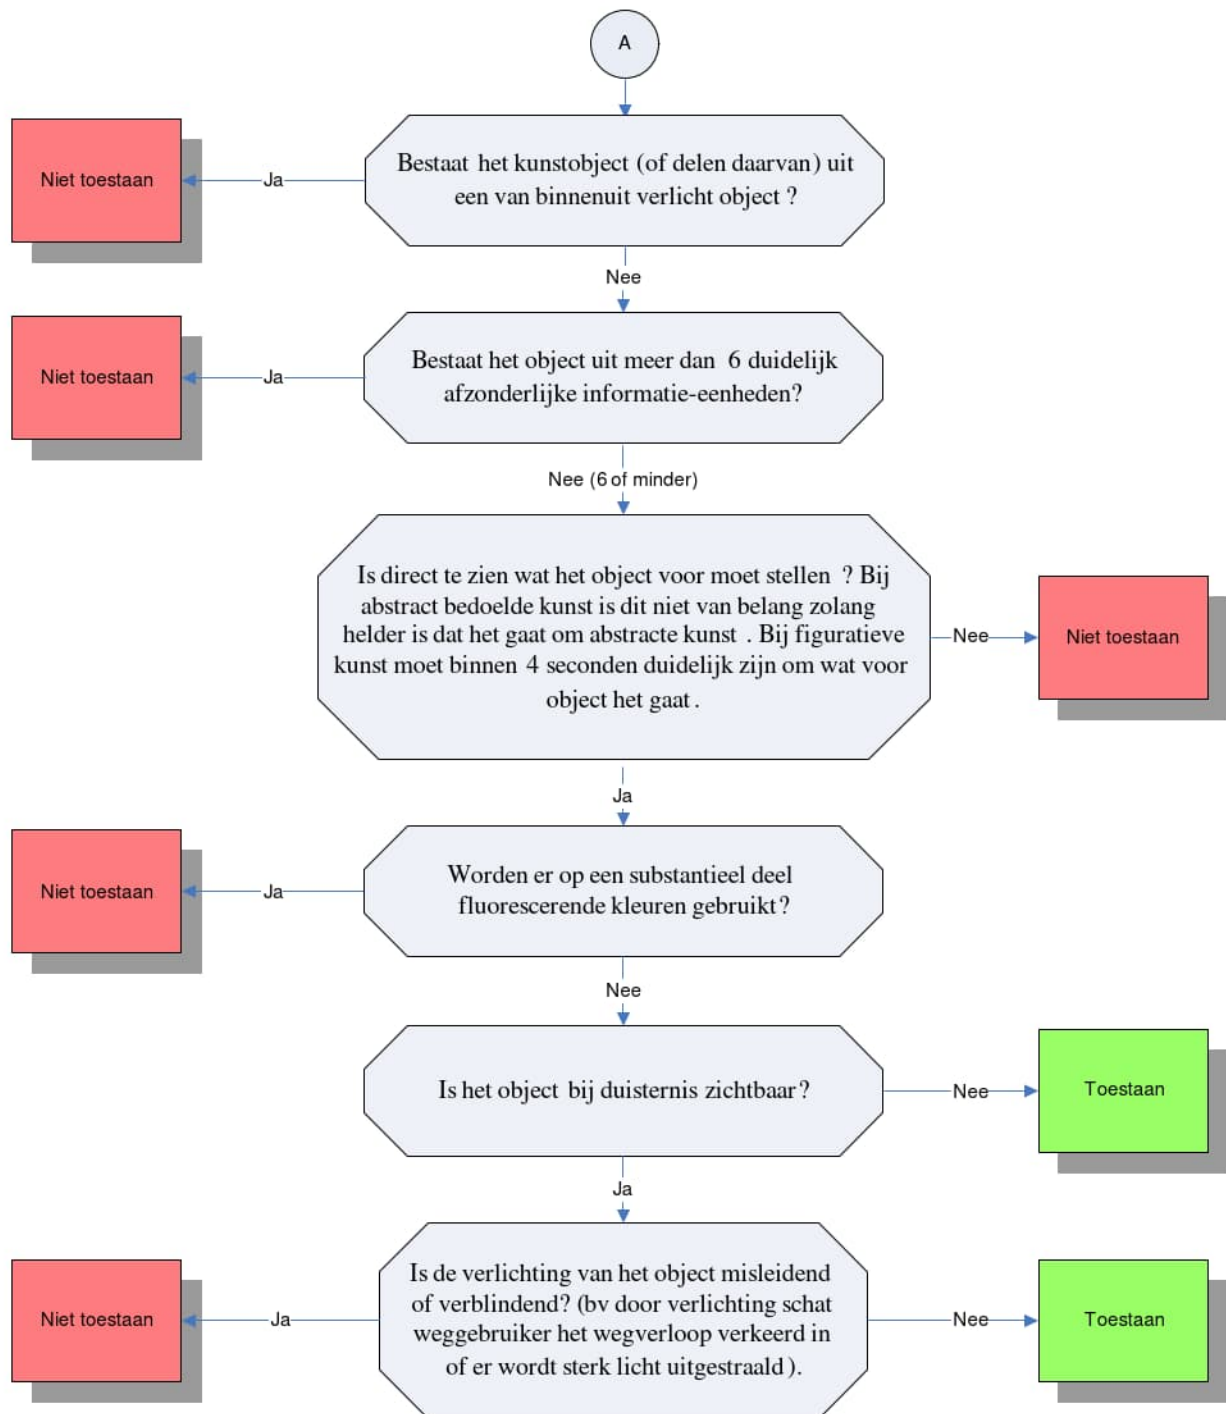 A
Bestaat het kunstobject (of delen daarvan) uit
een van binnenuit verlicht object ?
Ja
Niet toestaan
Nee
Bestaat het object uit meer dan 6 duidelijk
afzonderlijke informatie-eenheden?
Ja
Niet toestaan
Nee (6 of minder)
Is direct te zien wat het object voor moet stellen ? Bij
abstract bedoelde kunst is dit niet van belang zolang
helder is dat het gaat om abstracte kunst . Bij figuratieve
kunst moet binnen 4 seconden duidelijk zijn om wat voor
object het gaat .
Nee
Niet toestaan
Ja
Worden er op een substantieel deel
fluorescerende kleuren gebruikt?
Ja
Niet toestaan
Nee
Is het object bij duisternis zichtbaar?
Nee
Toestaan
Ja
Is de verlichting van het object misleidend
of verblindend? (bv door verlichting schat
weggebruiker het wegverloop verkeerd in
of er wordt sterk licht uitgestraald ).
Ja
Niet toestaan
Nee
Toestaan